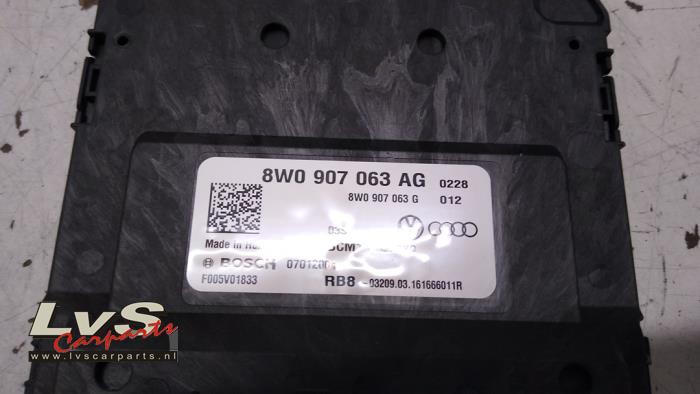 8W0 907 063 AG 0228
8W0 907 063 G 012
03S
Made in
BOSCH
F005V01833 RB8 -03209.03.161666011R
LvS
Carparts
www.lvscarparts.nl